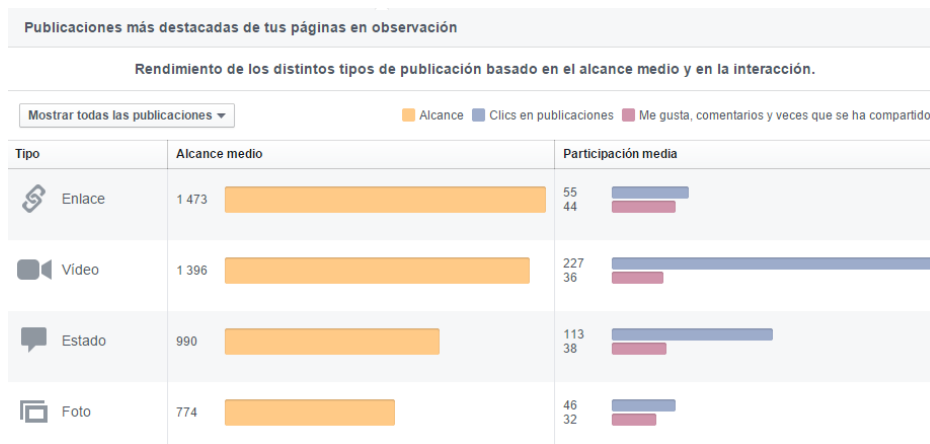 Publicaciones más destacadas de tus páginas en observación
Rendimiento de los distintos tipos de publicación basado en el alcance medio y en la interacción.
Mostrar todas las publicaciones
Alcance Clics en publicaciones Me gusta, comentarios y veces que se ha compartido
Tipo Alcance medio Participación media
Enlace 1 473 55
44
Vídeo 1 396 227
36
Estado 990 113
38
Foto 774 46
32